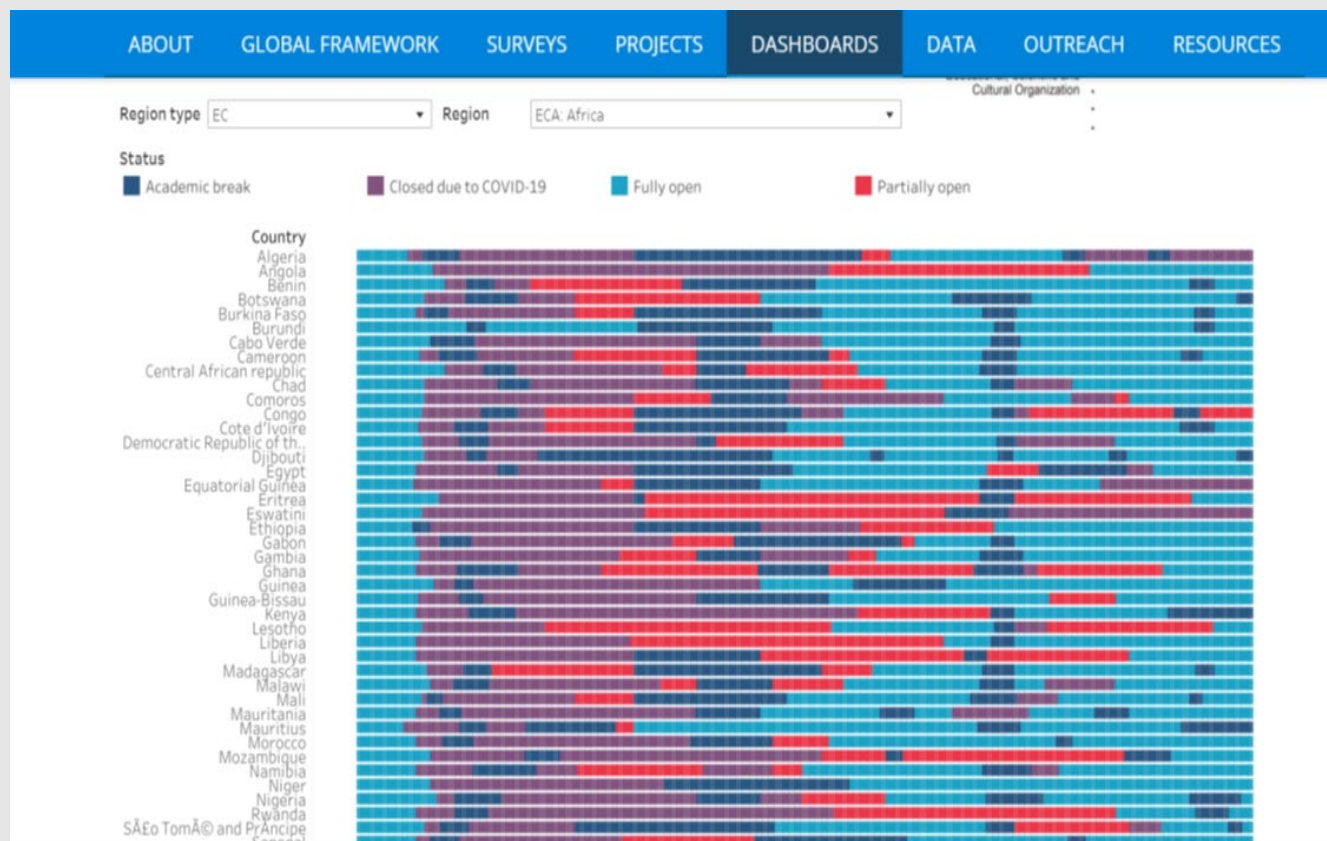 ABOUT GLOBAL FRAMEWORK SURVEYS PROJECTS DASHBOARDS DATA OUTREACH RESOURCES
Cultural Organization
Region type EC Region ECA: Africa
Status
Academic break Closed due to COVID-19 Fully open Partially open
Country
Algeria
Angola
Benin
Botswana
Burkina Faso
Burundi
Cabo Verde
Cameroon
Central African republic
Chad
Comoros
Congo
Cote d'Ivoire
Democratic Republic of th..
Djibouti
Egypt
Equatorial Guinea
Eritrea
Eswatini
Ethiopia
Gabon
Gambia
Ghana
Guinea
Guinea-Bissau
Kenya
Lesotho
Liberia
Libya
Madagascar
Malawi
Mali
Mauritania
Mauritius
Morocco
Mozambique
Namibia
Niger
Nigeria
Rwanda
SÃ£o TomÃ© and PrÃncipe